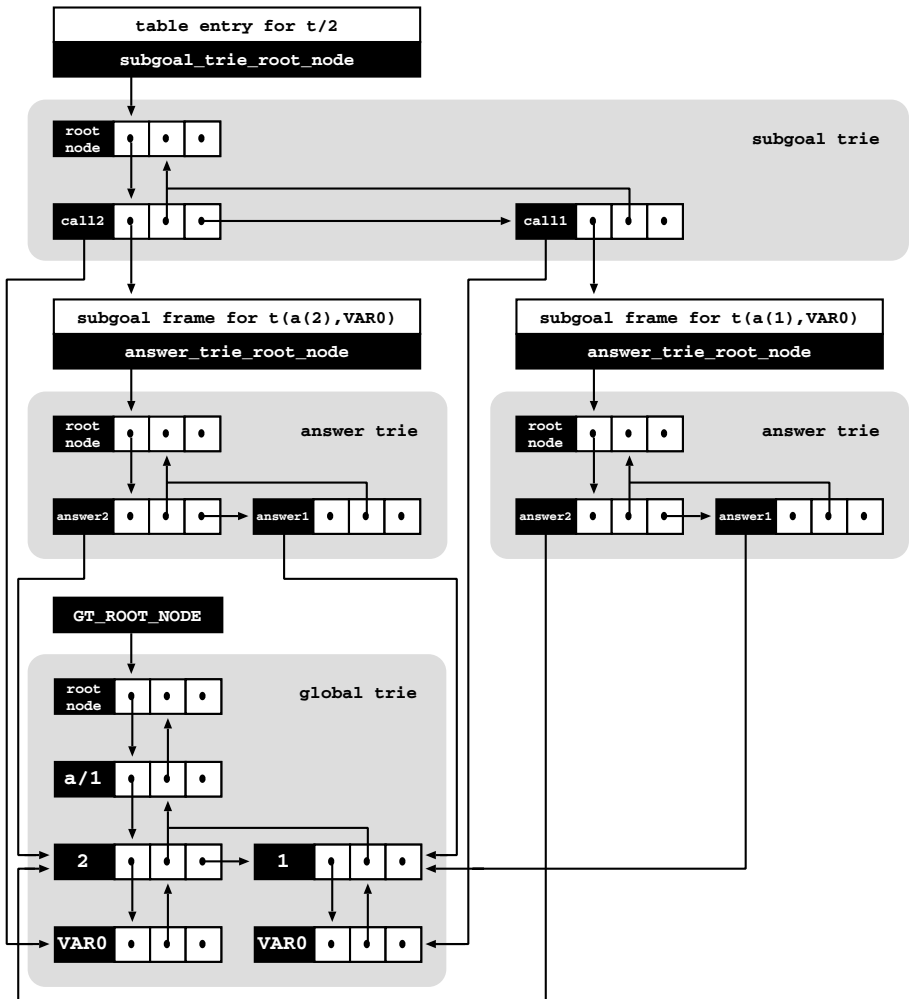 table entry for t/2
subgoal_trie_root_node
root
node
subgoal trie
call2
call1
subgoal frame for t(a(2),VAR0)
answer_trie_root_node
subgoal frame for t(a(1),VAR0)
answer_trie_root_node
root
node
answer trie
answer2
answer1
root
node
answer trie
answer2
answer1
GT_ROOT_NODE
root
node
global trie
a/1
2
1
VAR0
VAR0